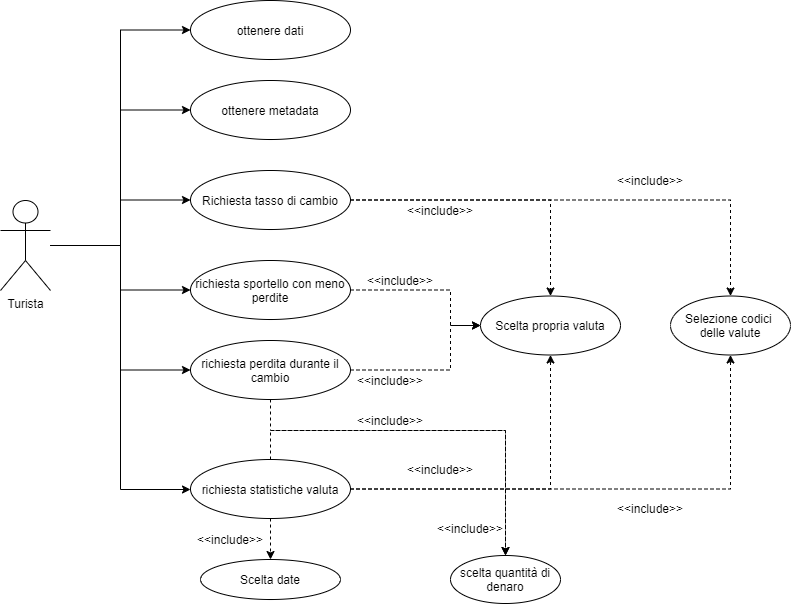 ottenere dati
ottenere metadata
Richiesta tasso di cambio
<<include>>
<<include>>
Turista
richiesta sportello con meno
perdite
<<include>>
Scelta propria valuta
Selezione codici
delle valute
richiesta perdita durante il
cambio
<<include>>
<<include>>
richiesta statistiche valuta
<<include>>
<<include>>
<<include>>
<<include>>
Scelta date
scelta quantità di
denaro